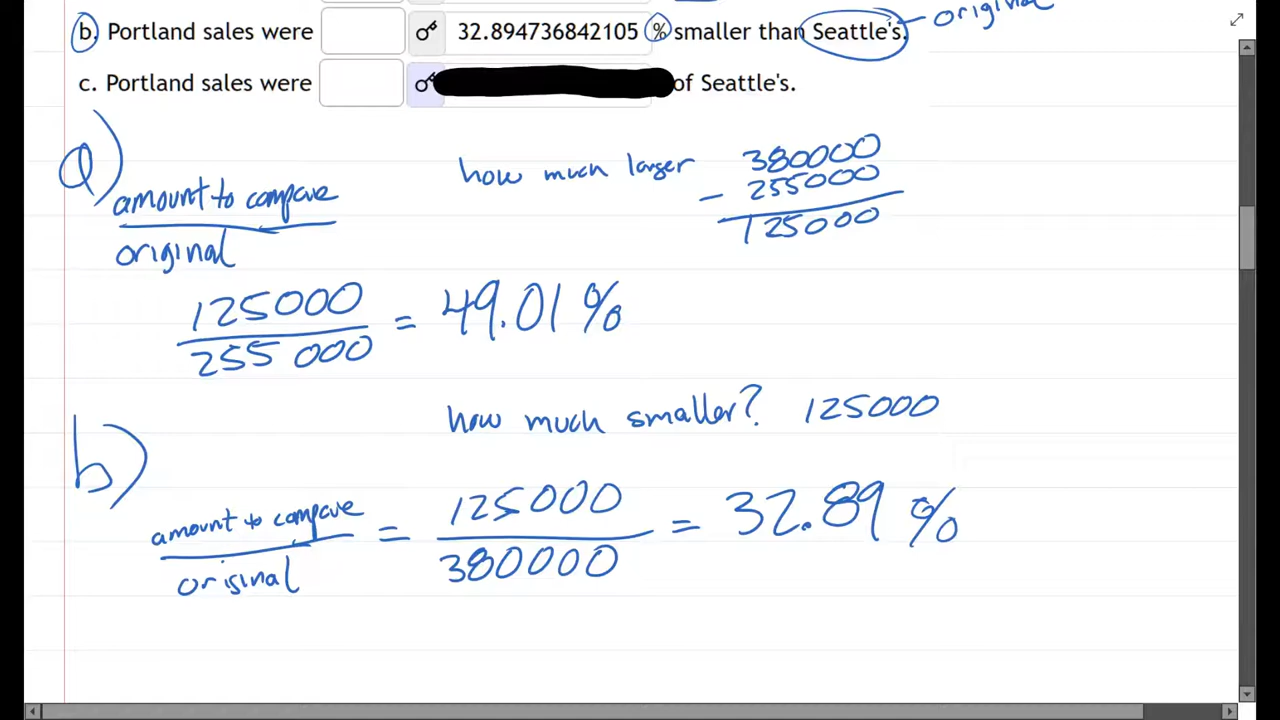 original
b. Portland sales were 32.894736842105 % smaller than Seattle's.
c. Portland sales were of Seattle's.
a)
how much larger 380000
- 255000
125000
amount to compare
original
125000
255 000
= 49.01 %
how much smaller? 125000
b)
amount to compare
original
=
125000
380000
= 32.89 %